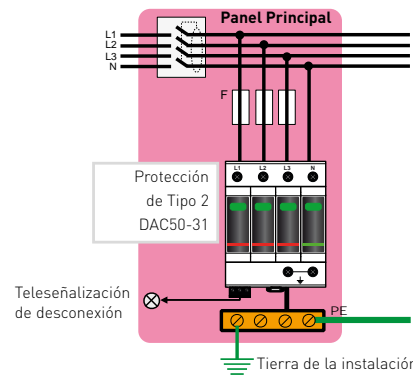 Panel Principal
L1
L2
L3
N
F
L1 L2 L3 N
Protección
de Tipo 2
DAC50-31
Teleseñalización
de desconexión
PE
Tierra de la instalación